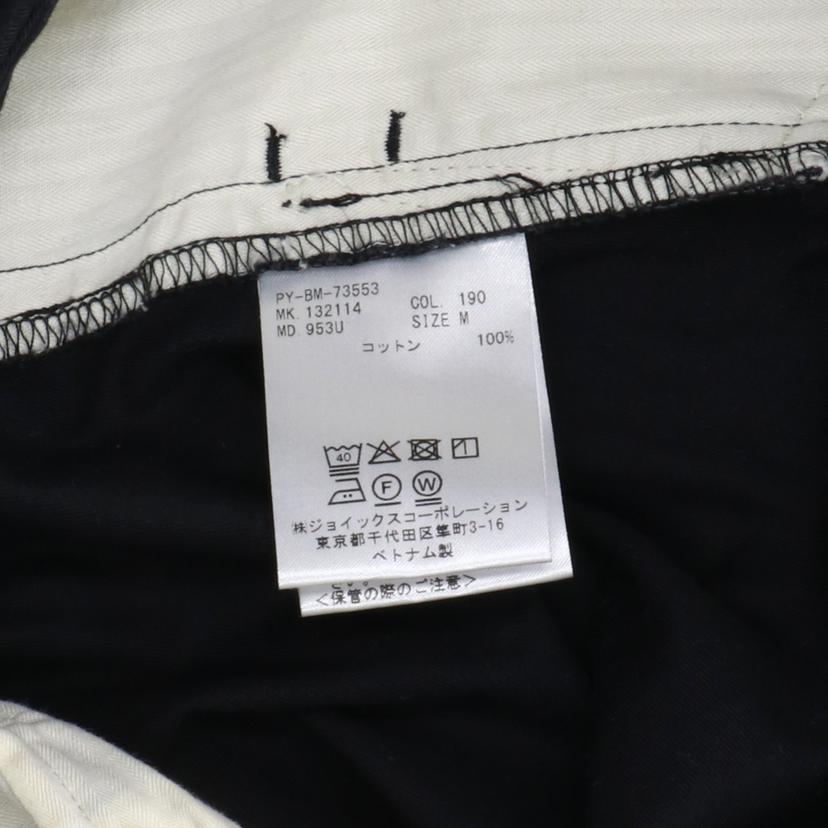 PY-BM-73553
MK. 132114 COL. 190
MD. 953U SIZE M
コットン 100%
40
F W
㈱ジョイックスコーポレーション
東京都千代田区隼町3-16
ベトナム製
<保管の際のご注意>